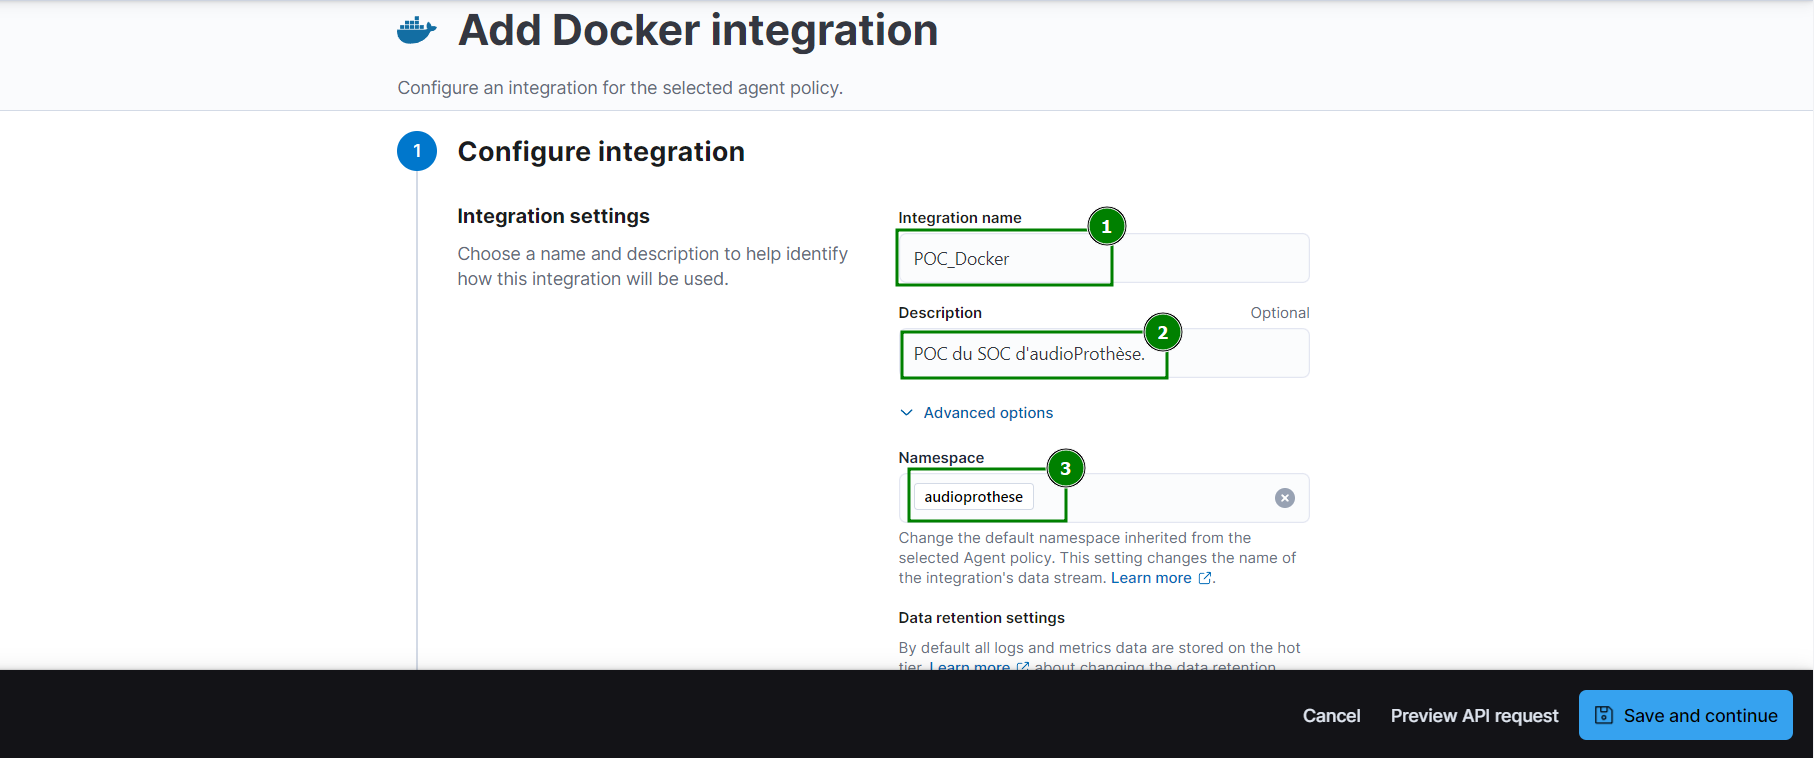 Add Docker integration
Configure an integration for the selected agent policy.
1
Configure integration
Integration settings
Choose a name and description to help identify
how this integration will be used.
Integration name
1
POC_Docker
Description
Optional
2
POC du SOC d'audioProthèse.
Advanced options
Namespace
3
audioprothese
Change the default namespace inherited from the
selected Agent policy. This setting changes the name of
the integration's data stream. Learn more.
Data retention settings
By default all logs and metrics data are stored on the hot
tier. Learn more about changing the data retention
Cancel
Preview API request
Save and continue